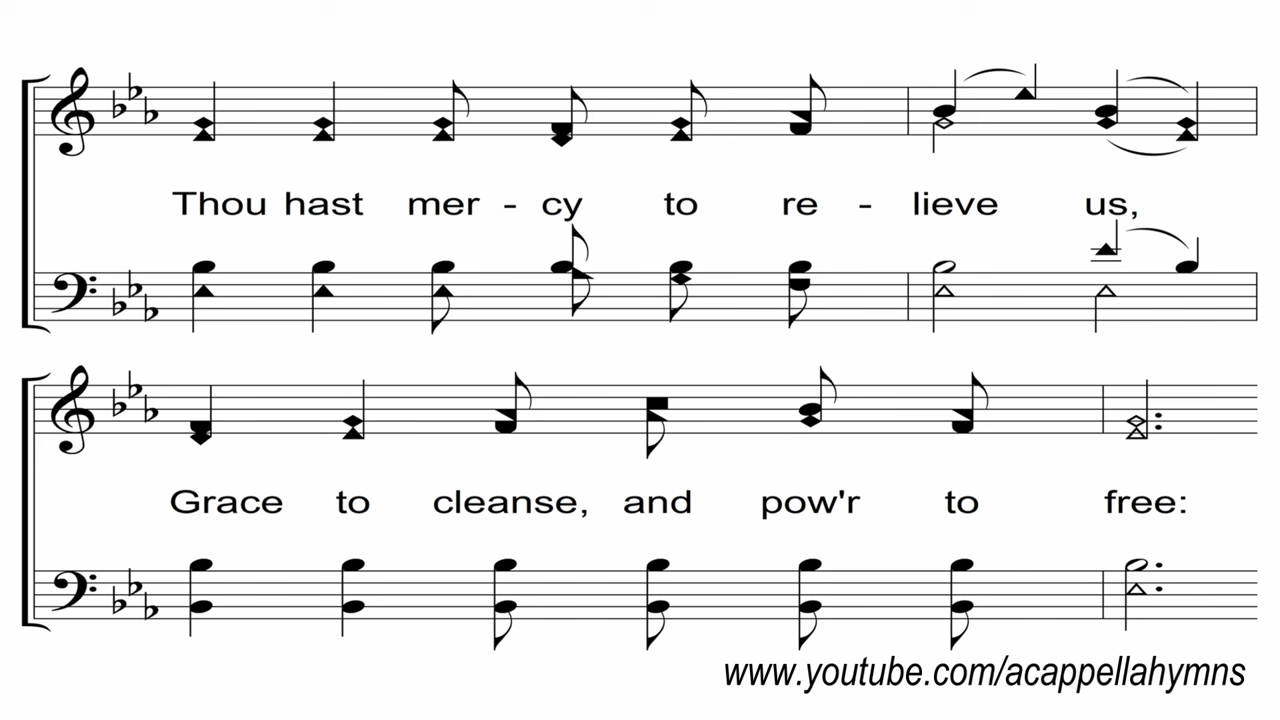 Thou hast mer - cy to re - lieve us,
Grace to cleanse, and pow'r to free:
www.youtube.com/acappellahymns